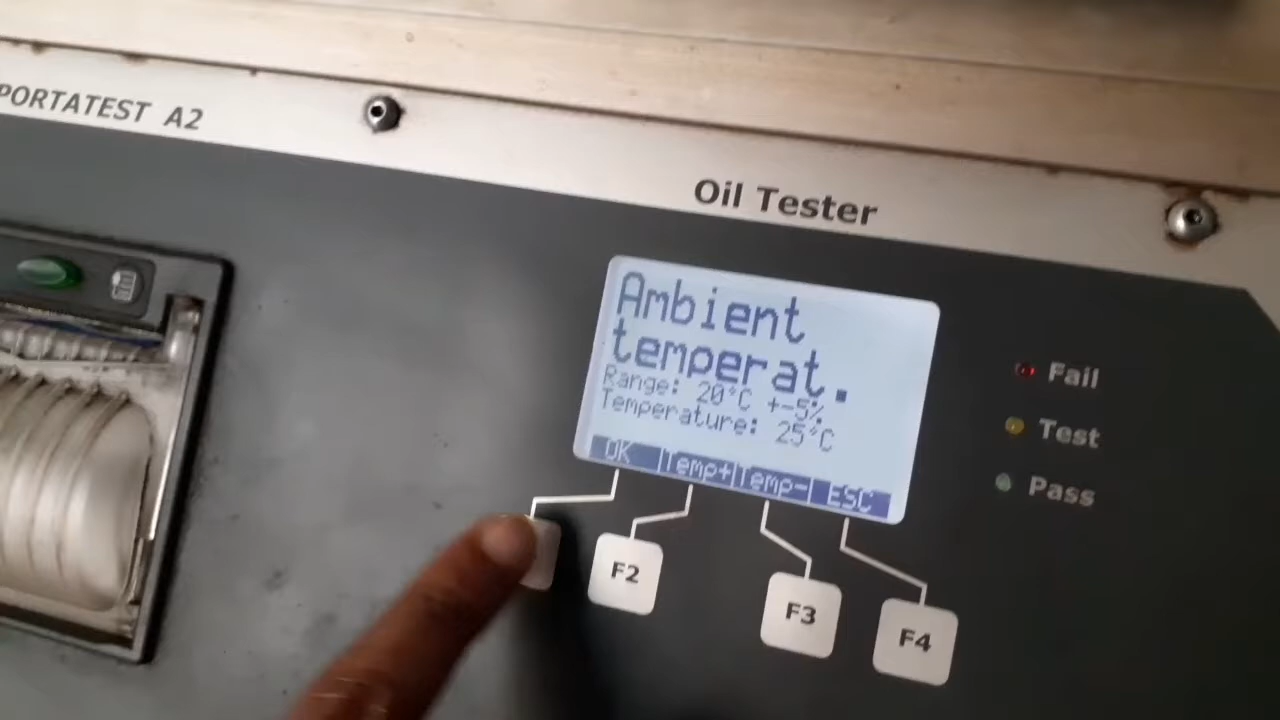 PORTATEST A2
Oil Tester
Ambient
temperat.
Range: 20°C +-5%
Temperature: 25°C
OK Temp+ Temp- ESC
Fail
Test
Pass
F2
F3
F4